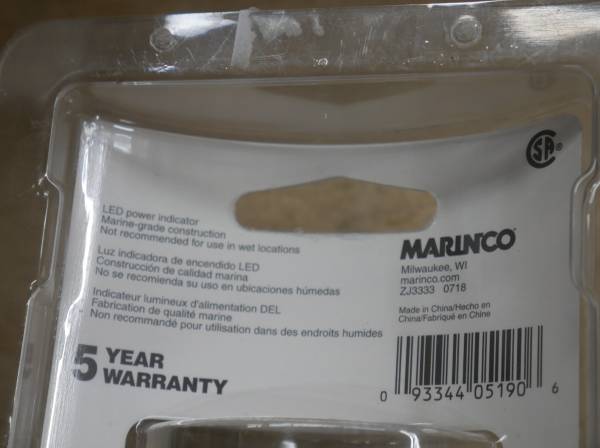 LED power indicator
Marine-grade construction
Not recommended for use in wet locations
Luz indicadora de encendido LED
Construcción de calidad marina
No se recomienda su uso en ubicaciones húmedas
Indicateur lumineux d'alimentation DEL
Fabrication de qualité marine
Non recommandé pour utilisation dans des endroits humides
5 YEAR
WARRANTY
SA®
MARINCO
Milwaukee, WI
marinco.com
ZJ3333 0718
Made in China/Hecho en
China/Fabriqué en Chine
0 93344 05190 6